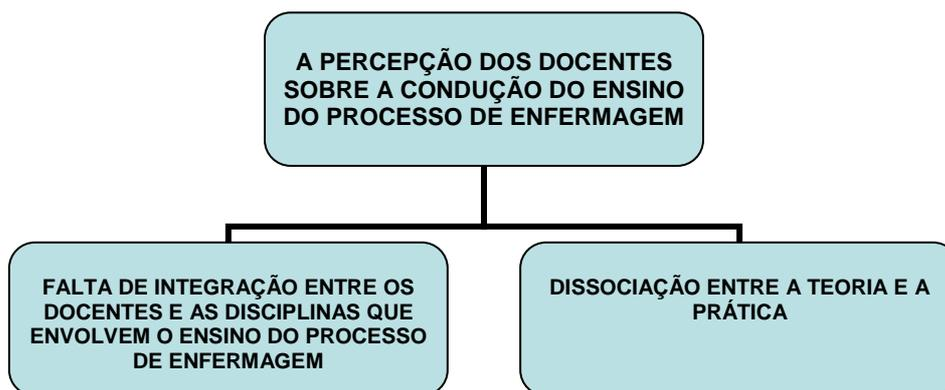 A PERCEPÇÃO DOS DOCENTES
SOBRE A CONDUÇÃO DO ENSINO
DO PROCESSO DE ENFERMAGEM
FALTA DE INTEGRAÇÃO ENTRE OS
DOCENTES E AS DISCIPLINAS QUE
ENVOLVEM O ENSINO DO PROCESSO
DE ENFERMAGEM
DISSOCIAÇÃO ENTRE A TEORIA E A
PRÁTICA